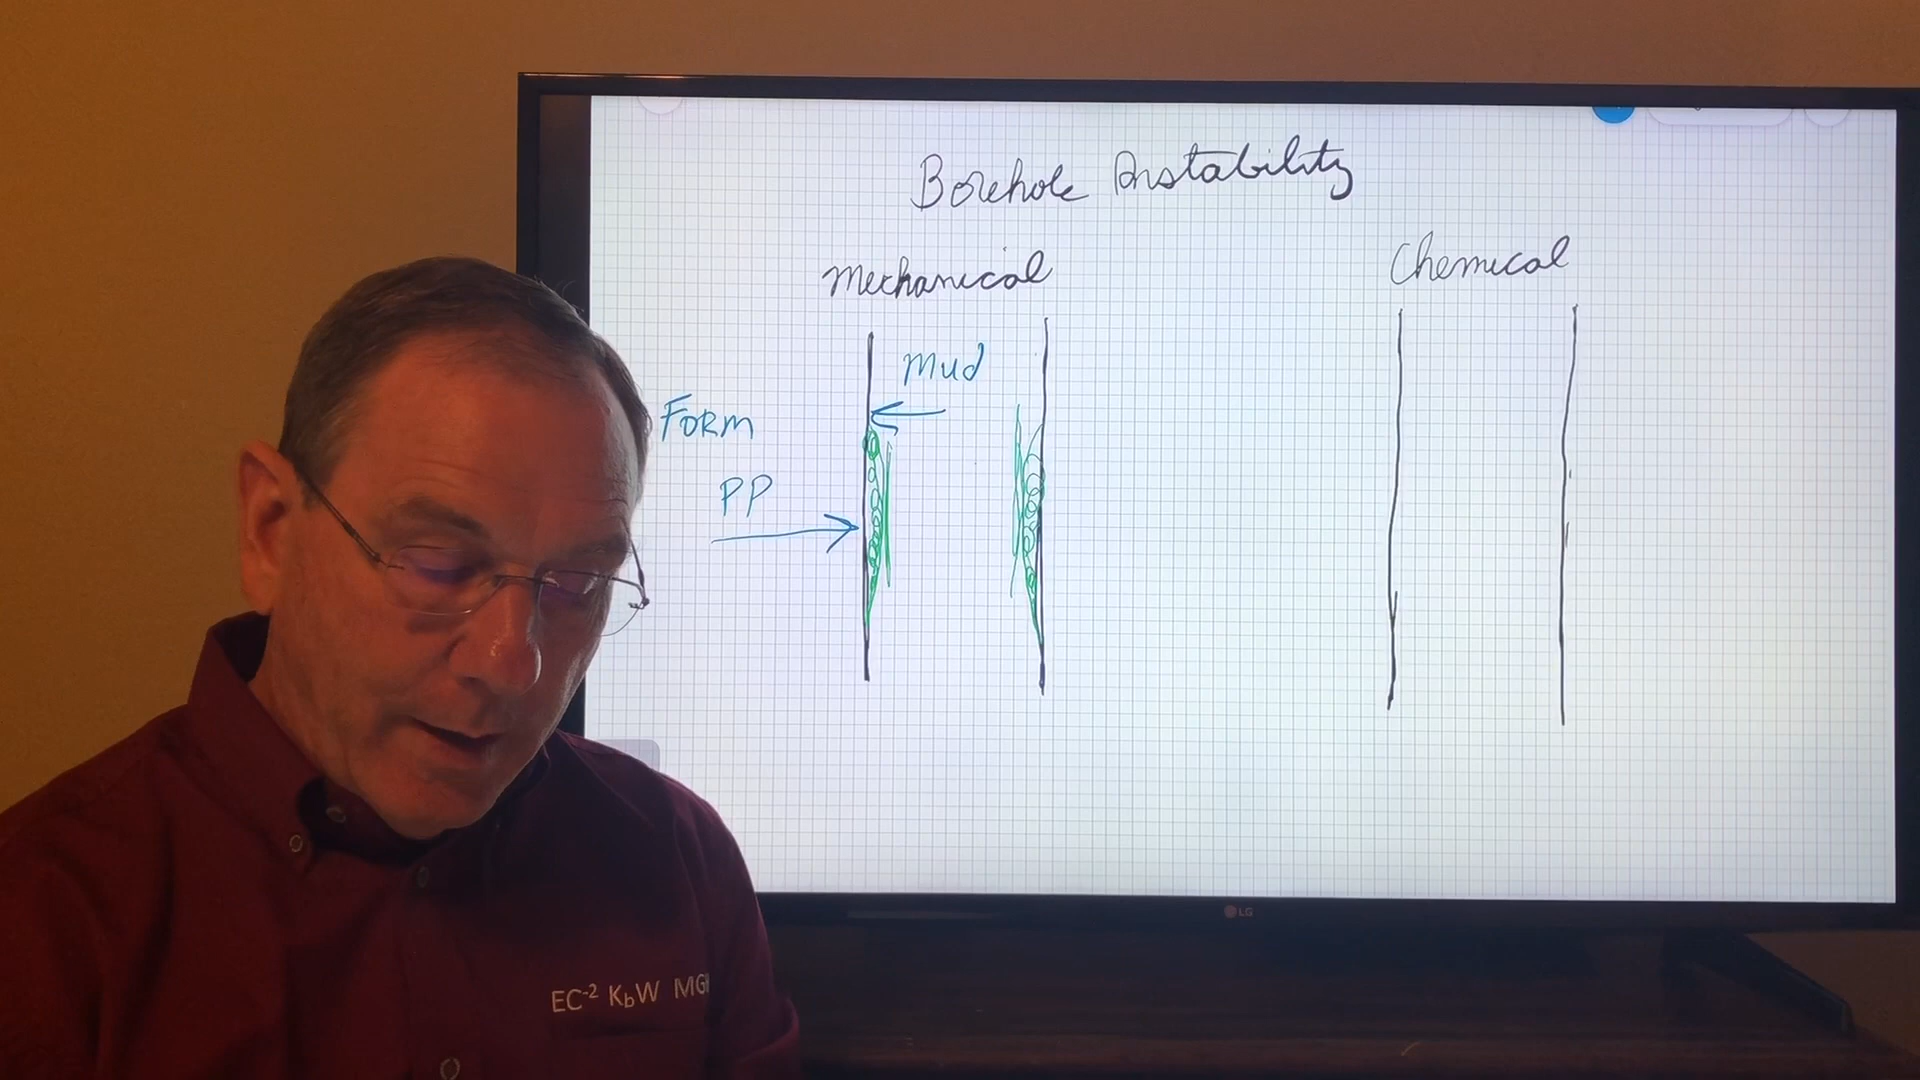 Borehole Instability
Mechanical
Chemical
Mud
FORM
PP
LG
EC-2 KbW MG